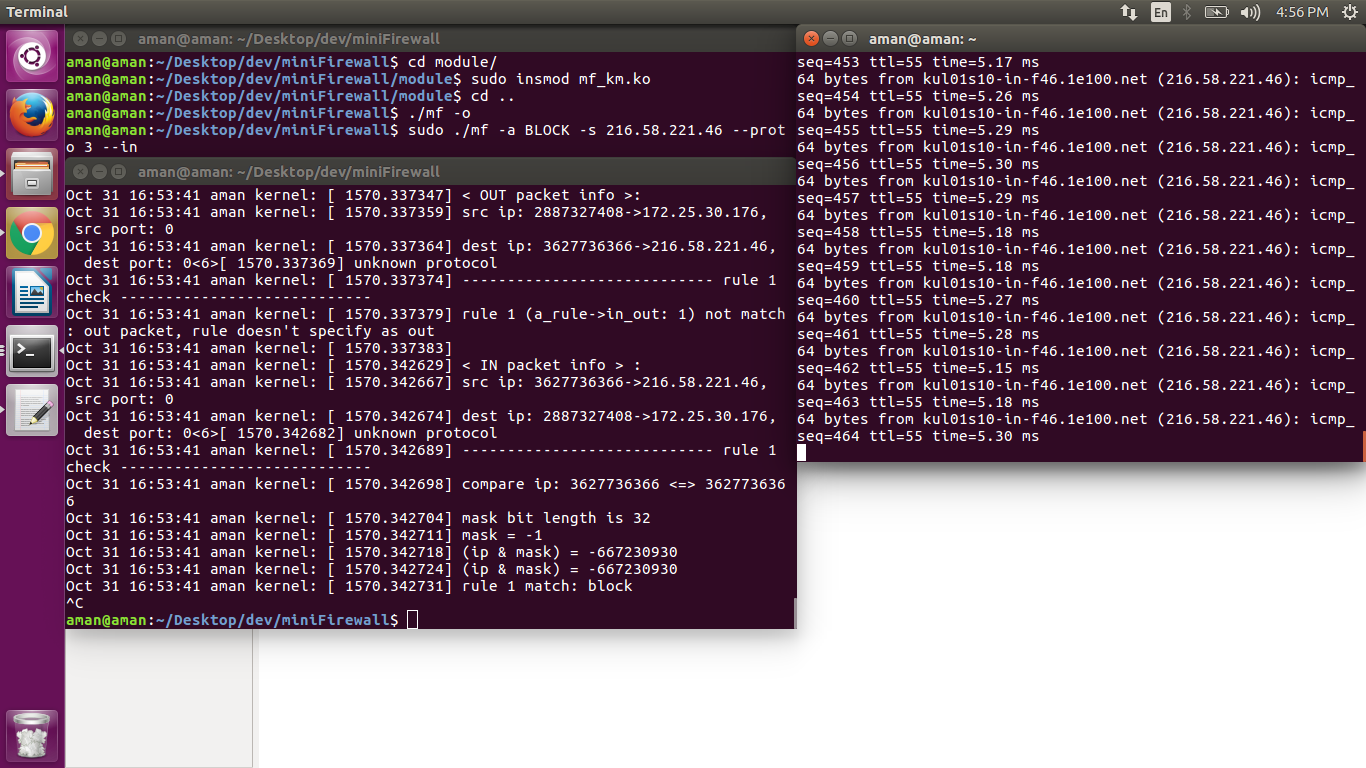 Terminal
En
4:56 PM
aman@aman: ~/Desktop/dev/miniFirewall
aman@aman:~/Desktop/dev/miniFirewall$ cd module/
aman@aman:~/Desktop/dev/miniFirewall/module$ sudo insmod mf_km.ko
aman@aman:~/Desktop/dev/miniFirewall/module$ cd ..
aman@aman:~/Desktop/dev/miniFirewall$ ./mf -o
aman@aman:~/Desktop/dev/miniFirewall$ sudo ./mf -a BLOCK -s 216.58.221.46 --prot
o 3 --in
aman@aman: ~/Desktop/dev/miniFirewall
Oct 31 16:53:41 aman kernel: [ 1570.337347] < OUT packet info >:
Oct 31 16:53:41 aman kernel: [ 1570.337359] src ip: 2887327408->172.25.30.176,
 src port: 0
Oct 31 16:53:41 aman kernel: [ 1570.337364] dest ip: 3627736366->216.58.221.46,
  dest port: 0<6>[ 1570.337369] unknown protocol
Oct 31 16:53:41 aman kernel: [ 1570.337374] ---------------------------- rule 1
check ----------------------------
Oct 31 16:53:41 aman kernel: [ 1570.337379] rule 1 (a_rule->in_out: 1) not match
: out packet, rule doesn't specify as out
Oct 31 16:53:41 aman kernel: [ 1570.337383]
Oct 31 16:53:41 aman kernel: [ 1570.342629] < IN packet info > :
Oct 31 16:53:41 aman kernel: [ 1570.342667] src ip: 3627736366->216.58.221.46,
 src port: 0
Oct 31 16:53:41 aman kernel: [ 1570.342674] dest ip: 2887327408->172.25.30.176,
  dest port: 0<6>[ 1570.342682] unknown protocol
Oct 31 16:53:41 aman kernel: [ 1570.342689] ---------------------------- rule 1
check ----------------------------
Oct 31 16:53:41 aman kernel: [ 1570.342698] compare ip: 3627736366 <=> 362773636
6
Oct 31 16:53:41 aman kernel: [ 1570.342704] mask bit length is 32
Oct 31 16:53:41 aman kernel: [ 1570.342711] mask = -1
Oct 31 16:53:41 aman kernel: [ 1570.342718] (ip & mask) = -667230930
Oct 31 16:53:41 aman kernel: [ 1570.342724] (ip & mask) = -667230930
Oct 31 16:53:41 aman kernel: [ 1570.342731] rule 1 match: block
^C
aman@aman:~/Desktop/dev/miniFirewall$
aman@aman: ~
seq=453 ttl=55 time=5.17 ms
64 bytes from kul01s10-in-f46.1e100.net (216.58.221.46): icmp_
seq=454 ttl=55 time=5.26 ms
64 bytes from kul01s10-in-f46.1e100.net (216.58.221.46): icmp_
seq=455 ttl=55 time=5.29 ms
64 bytes from kul01s10-in-f46.1e100.net (216.58.221.46): icmp_
seq=456 ttl=55 time=5.30 ms
64 bytes from kul01s10-in-f46.1e100.net (216.58.221.46): icmp_
seq=457 ttl=55 time=5.29 ms
64 bytes from kul01s10-in-f46.1e100.net (216.58.221.46): icmp_
seq=458 ttl=55 time=5.18 ms
64 bytes from kul01s10-in-f46.1e100.net (216.58.221.46): icmp_
seq=459 ttl=55 time=5.18 ms
64 bytes from kul01s10-in-f46.1e100.net (216.58.221.46): icmp_
seq=460 ttl=55 time=5.27 ms
64 bytes from kul01s10-in-f46.1e100.net (216.58.221.46): icmp_
seq=461 ttl=55 time=5.28 ms
64 bytes from kul01s10-in-f46.1e100.net (216.58.221.46): icmp_
seq=462 ttl=55 time=5.15 ms
64 bytes from kul01s10-in-f46.1e100.net (216.58.221.46): icmp_
seq=463 ttl=55 time=5.18 ms
64 bytes from kul01s10-in-f46.1e100.net (216.58.221.46): icmp_
seq=464 ttl=55 time=5.30 ms